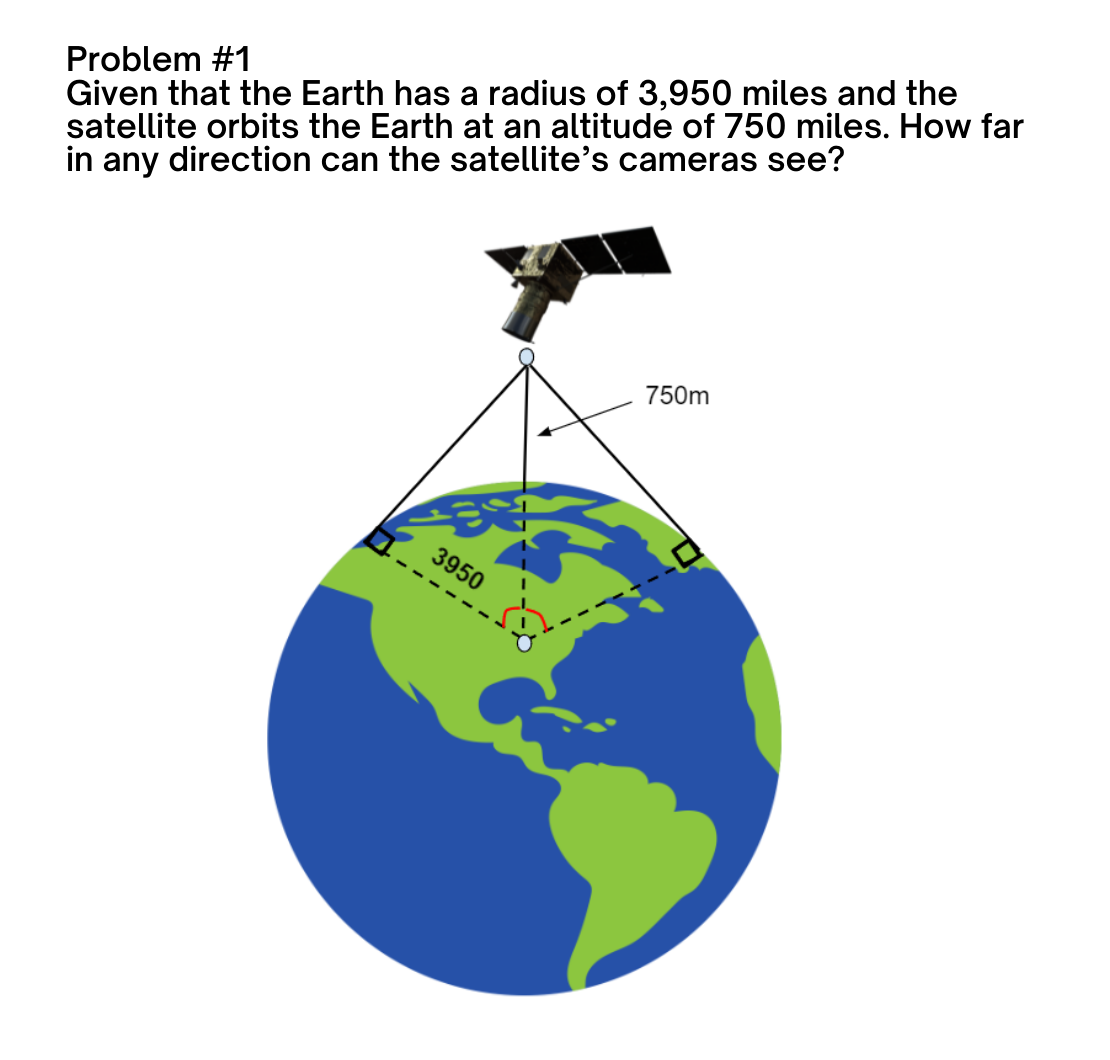 Problem #1
Given that the Earth has a radius of 3,950 miles and the
satellite orbits the Earth at an altitude of 750 miles. How far
in any direction can the satellite’s cameras see?
750m
3950